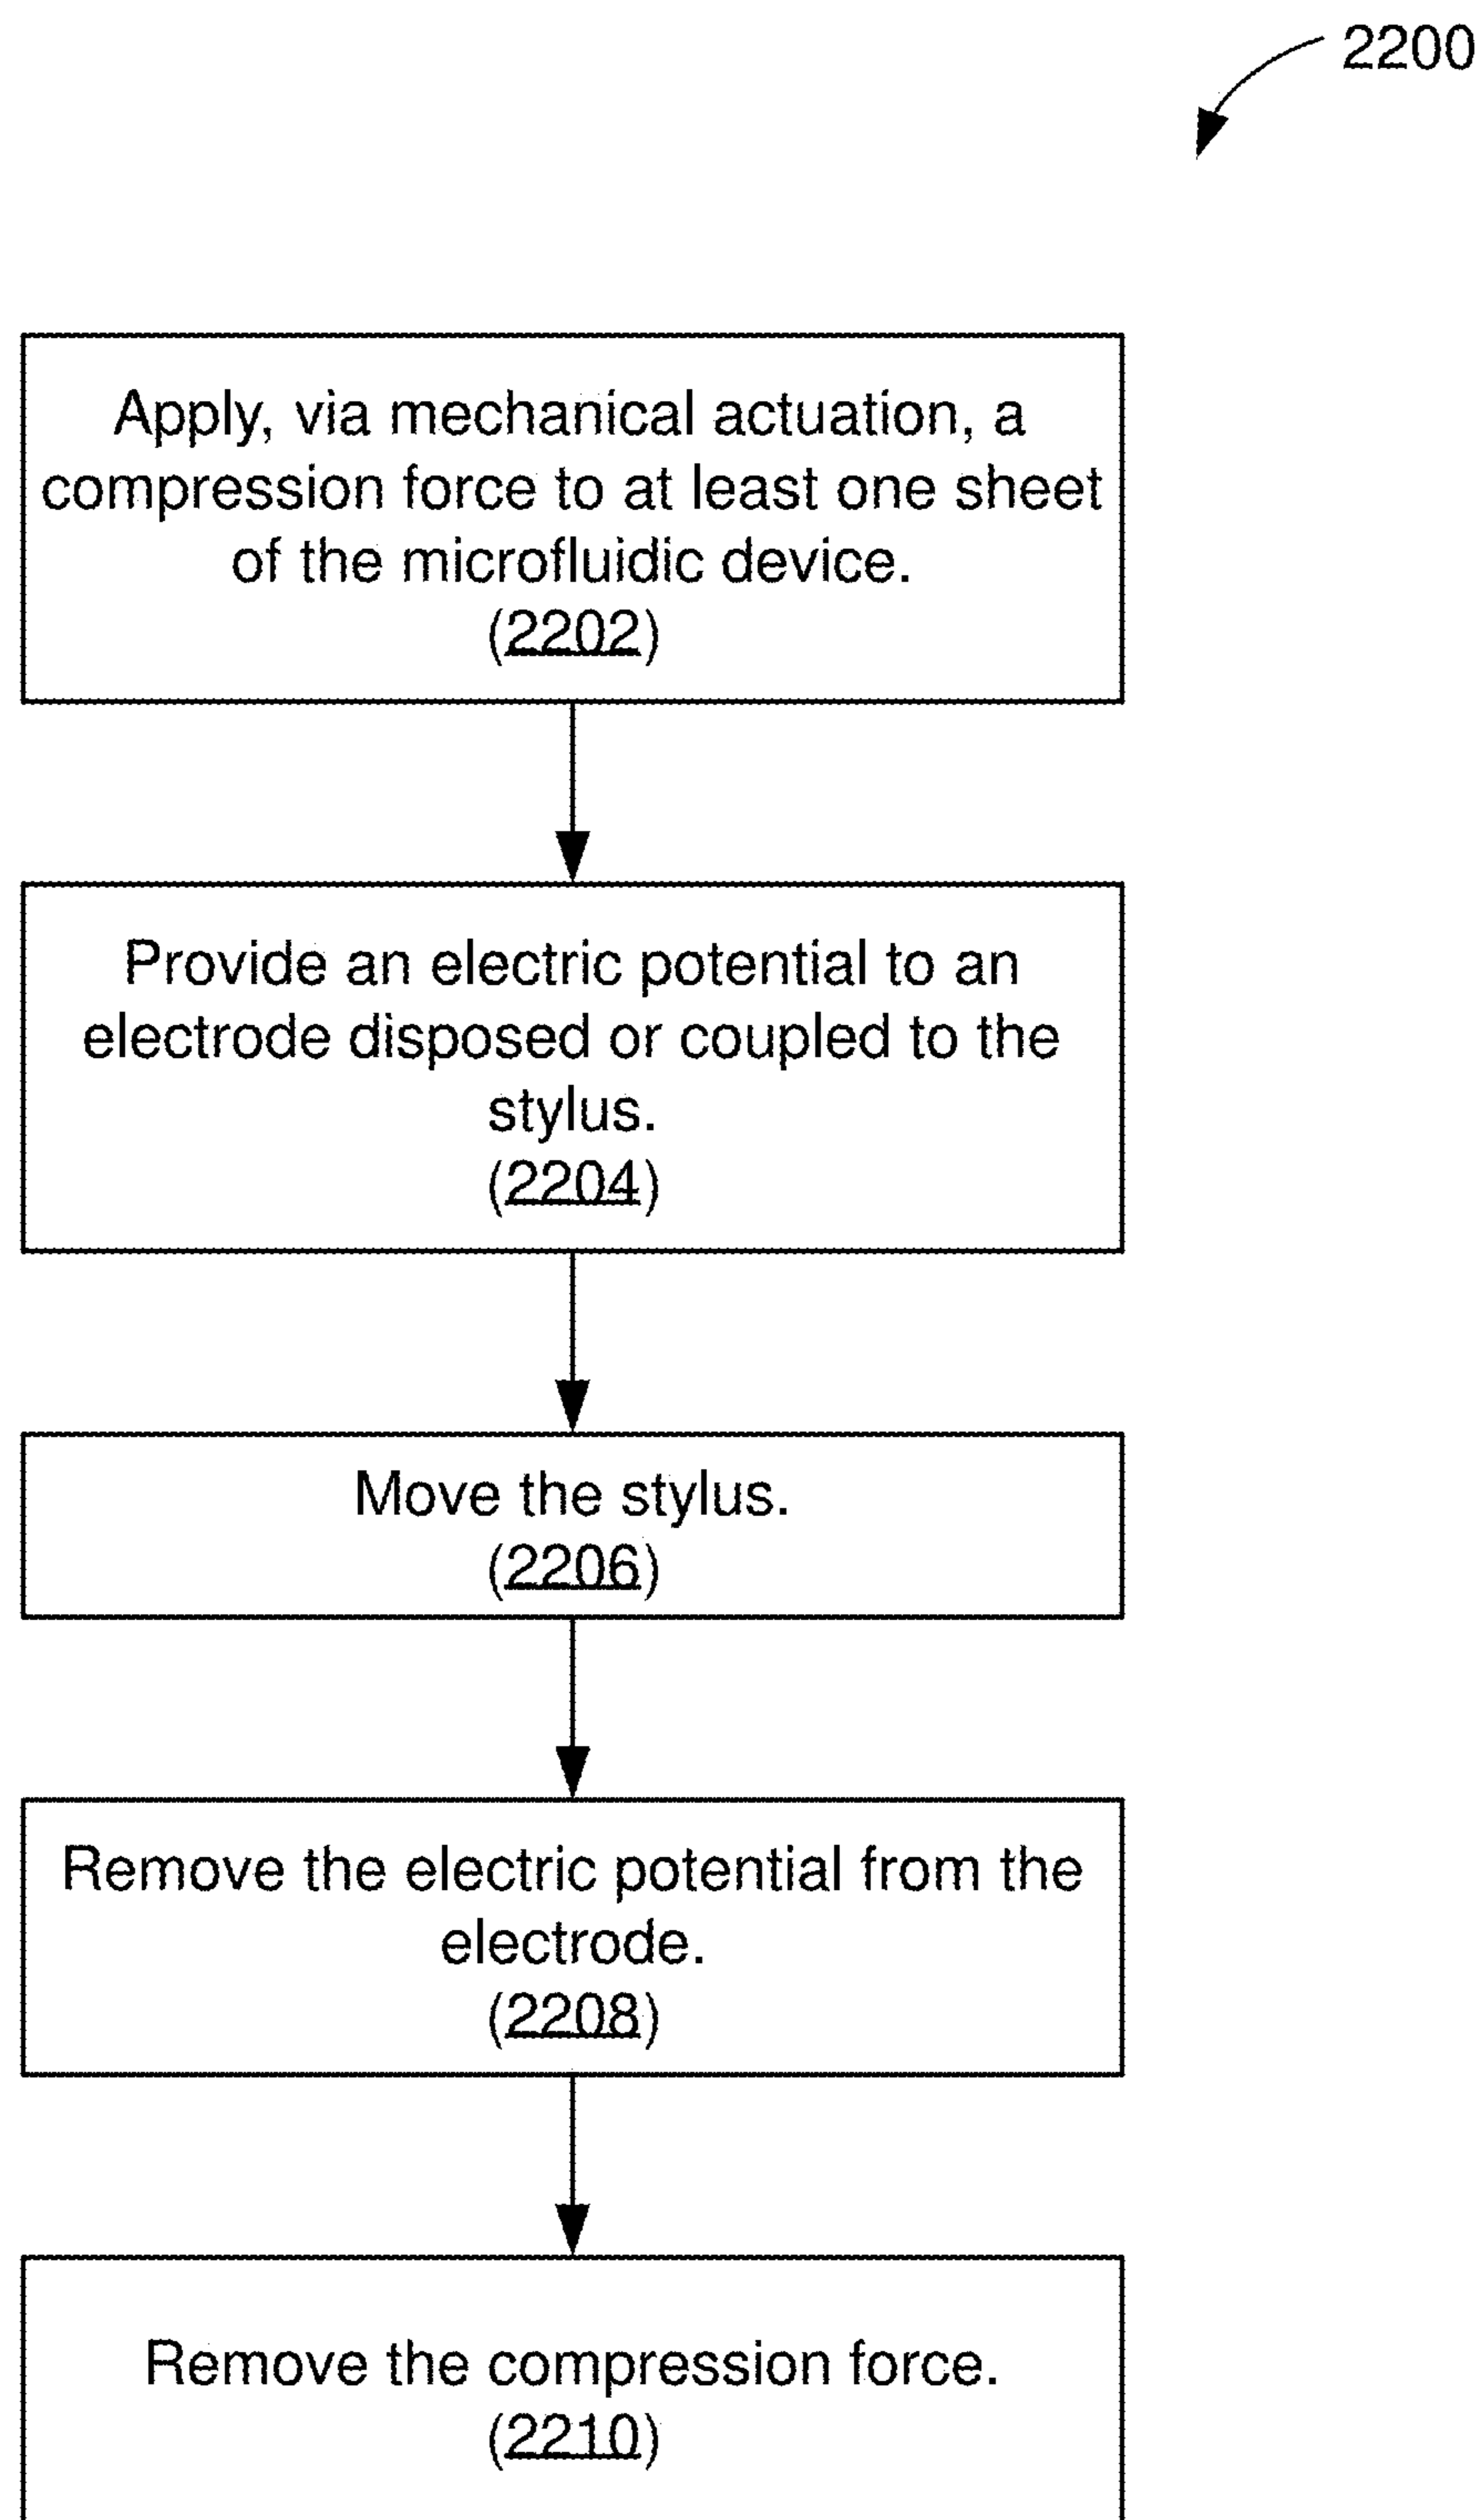 2200
Apply, via mechanical actuation, a
compression force to at least one sheet
of the microfluidic device.
(2202)
Provide an electric potential to an
electrode disposed or coupled to the
stylus.
(2204)
Move the stylus.
(2206)
Remove the electric potential from the
electrode.
(2208)
Remove the compression force.
(2210)